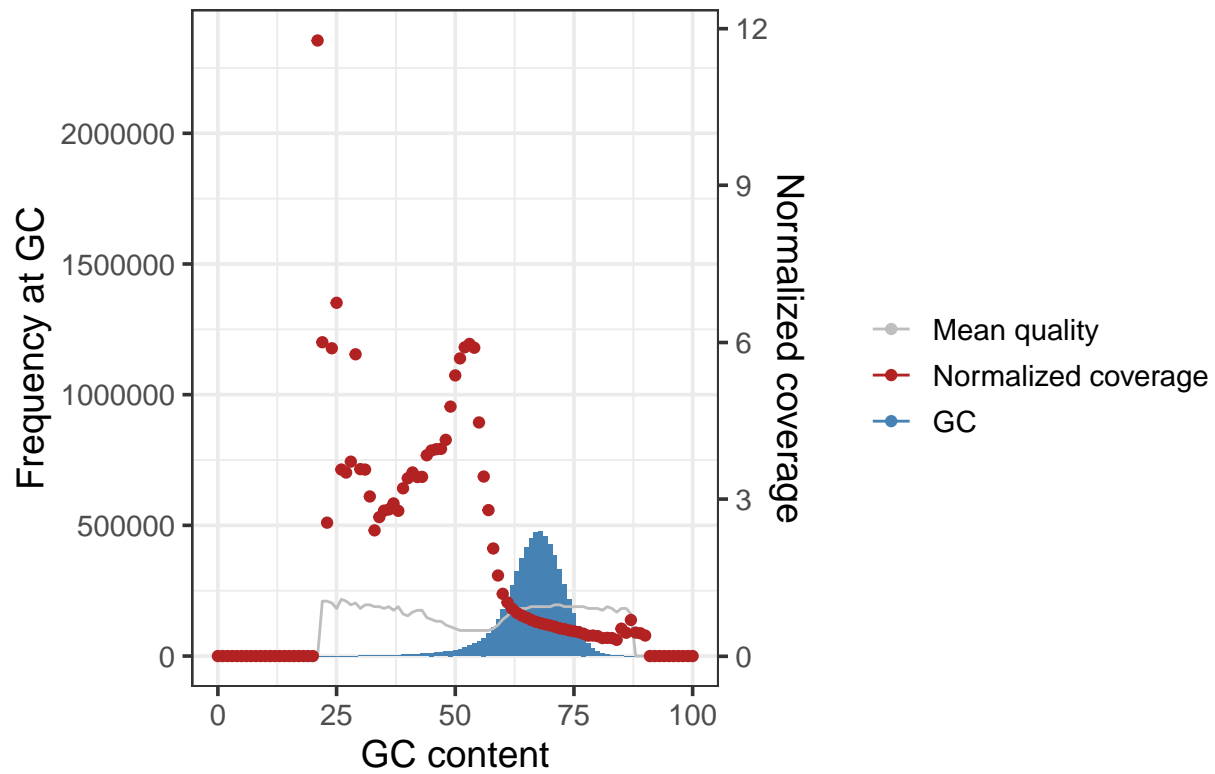 Frequency at GC
2000000
1500000
1000000
500000
0
12
9
6
3
0
Normalized coverage
0 25 50 75 100
GC content
Mean quality
Normalized coverage
GC